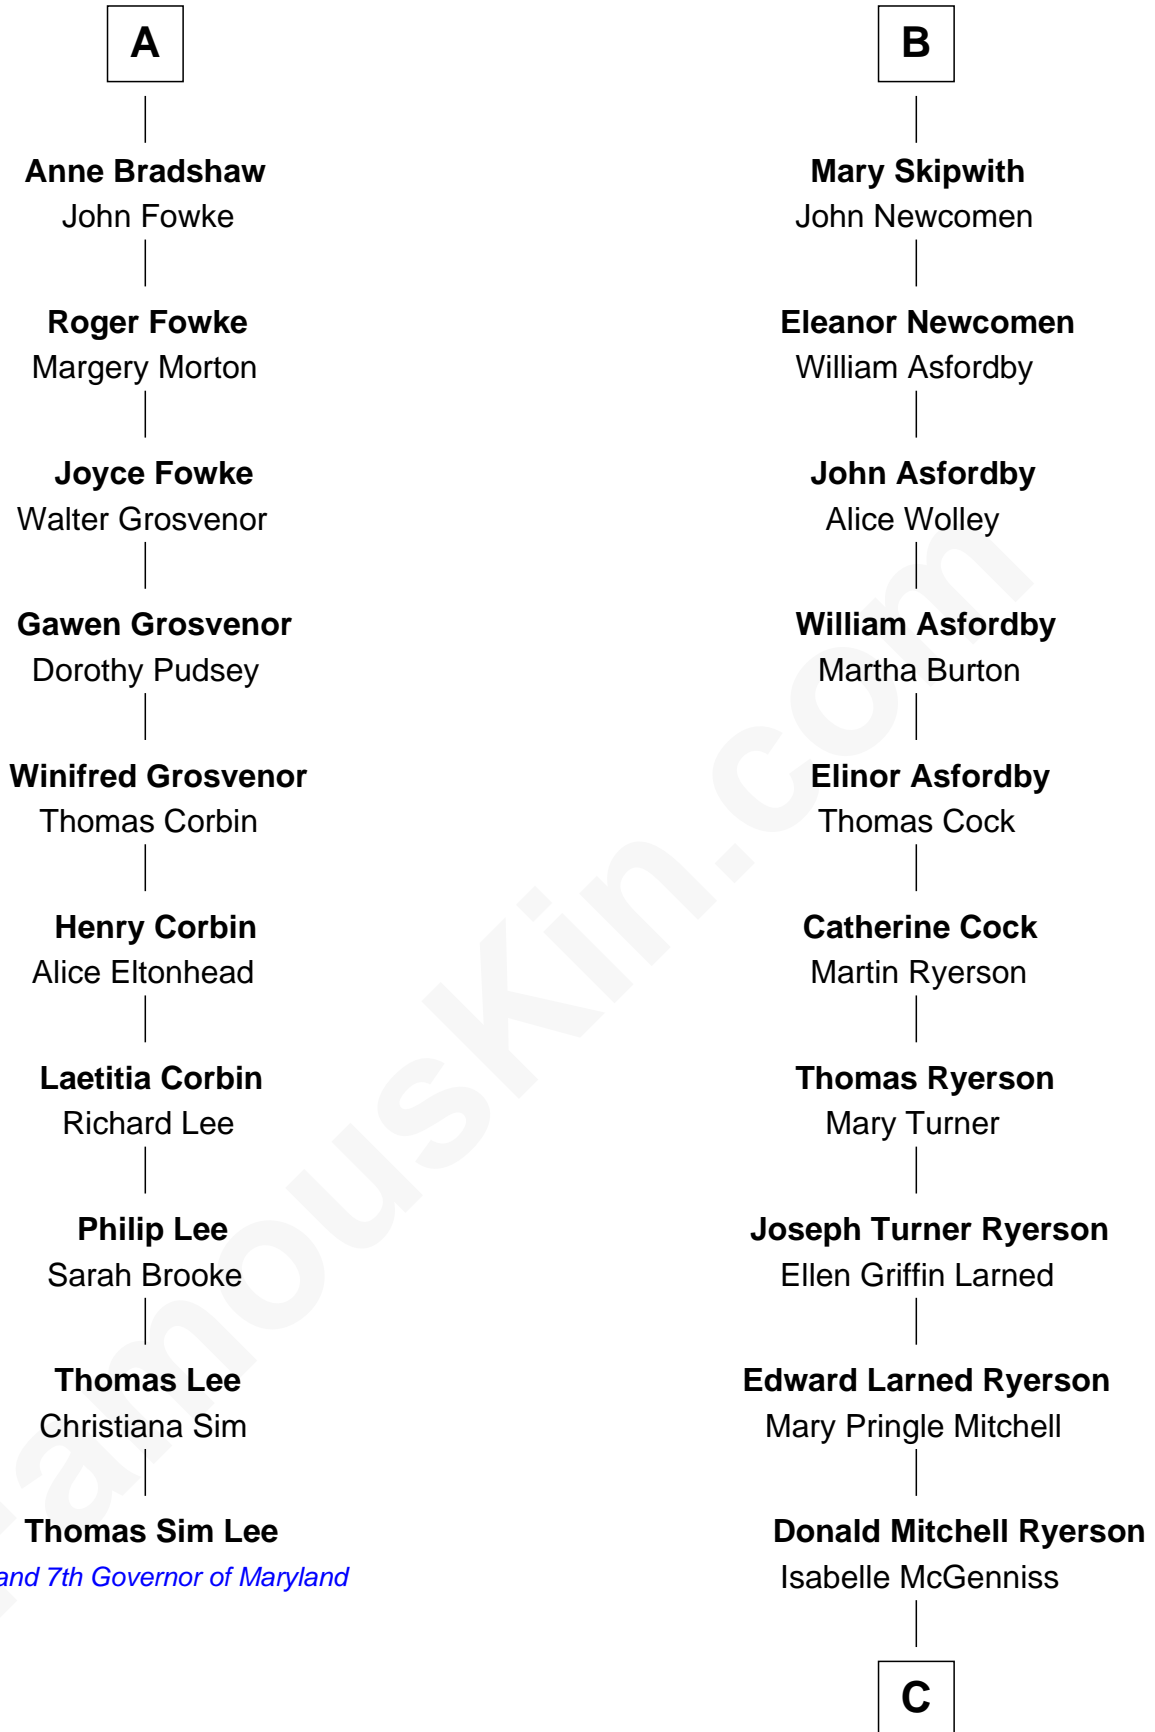 A
Anne Bradshaw
John Fowke
Roger Fowke
Margery Morton
Joyce Fowke
Walter Grosvenor
Gawen Grosvenor
Dorothy Pudsey
Winifred Grosvenor
Thomas Corbin
Henry Corbin
Alice Eltonhead
Laetitia Corbin
Richard Lee
Philip Lee
Sarah Brooke
Thomas Lee
Christiana Sim
Thomas Sim Lee
and 7th Governor of Maryland
B
Mary Skipwith
John Newcomen
Eleanor Newcomen
William Asfordby
John Asfordby
Alice Wolley
William Asfordby
Martha Burton
Elinor Asfordby
Thomas Cock
Catherine Cock
Martin Ryerson
Thomas Ryerson
Mary Turner
Joseph Turner Ryerson
Ellen Griffin Larned
Edward Larned Ryerson
Mary Pringle Mitchell
Donald Mitchell Ryerson
Isabelle McGenniss
C
FamousKin.com